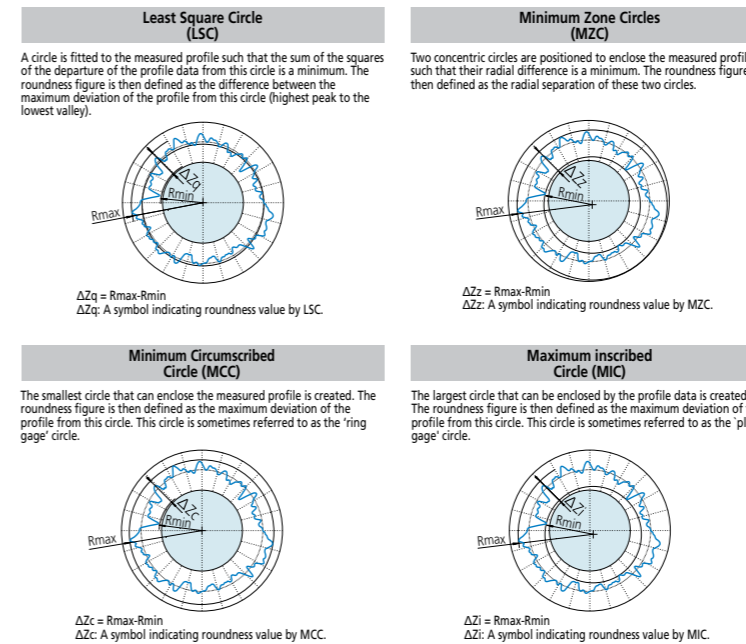 Least Square Circle
(LSC)
A circle is fitted to the measured profile such that the sum of the squares
of the departure of the profile data from this circle is a minimum. The
roundness figure is then defined as the difference between the
maximum deviation of the profile from this circle (highest peak to the
lowest valley).
ΔZq
Rmin
Rmax
ΔZq = Rmax-Rmin
ΔZq: A symbol indicating roundness value by LSC.
Minimum Zone Circles
(MZC)
Two concentric circles are positioned to enclose the measured profil
such that their radial difference is a minimum. The roundness figure
then defined as the radial separation of these two circles.
ΔZz
Rmin
Rmax
ΔZz = Rmax-Rmin
ΔZz: A symbol indicating roundness value by MZC.
Minimum Circumscribed
Circle (MCC)
The smallest circle that can enclose the measured profile is created. The
roundness figure is then defined as the maximum deviation of the
profile from this circle. This circle is sometimes referred to as the ‘ring
gage’ circle.
ΔZc
Rmin
Rmax
ΔZc = Rmax-Rmin
ΔZc: A symbol indicating roundness value by MCC.
Maximum inscribed
Circle (MIC)
The largest circle that can be enclosed by the profile data is created
The roundness figure is then defined as the maximum deviation of
profile from this circle. This circle is sometimes referred to as the `pl
gage' circle.
ΔZi
Rmin
Rmax
ΔZi = Rmax-Rmin
ΔZi: A symbol indicating roundness value by MIC.